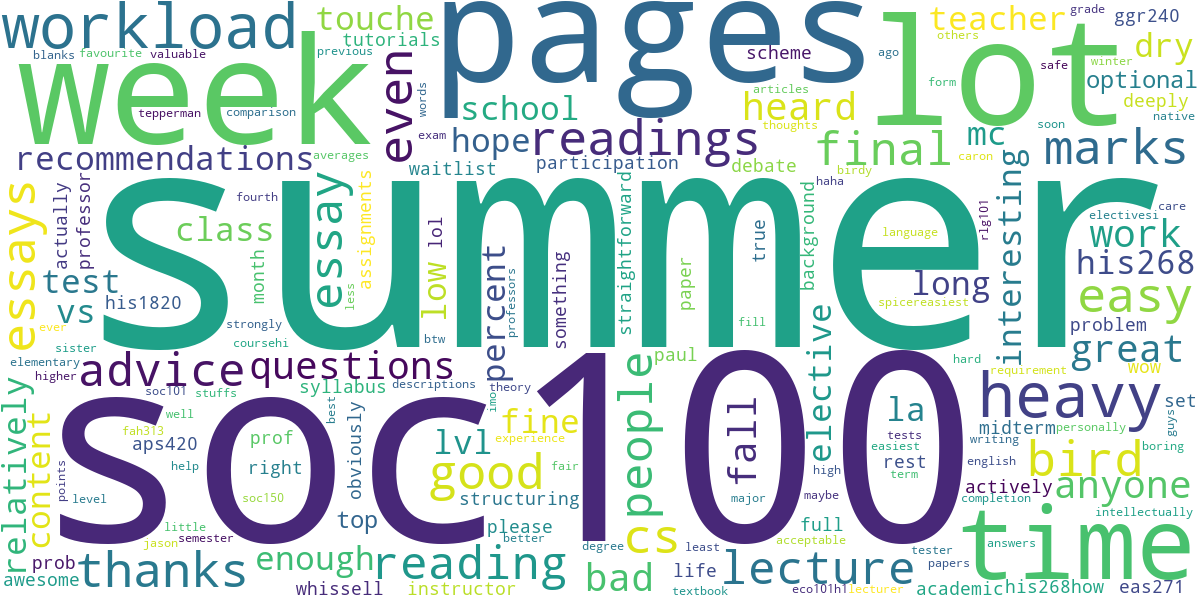 workload
touche
tutorials
pages
lot
teacher
grade
ggr240
others
dry
blanks
favourite
valuable
previous
scheme
ago
safe
winter
optional
week
even
words
school
heard
articles
form
deeply
native
tepperman
comparison
exam
hope
readings
thoughts
final
mc
soon
marks
recommendations
averages
waitlist
participation
debate
birdy
caron
interesting
summer
essays
actually
professor
fourth
essay
assignments
haha
background
straightforward
true
language
rlg101
electivesi
care
work
class
month
low
lol
percent
professors
something
paper
spicereasiest
long
his268
easy
test
his1820
less
vs
ever
strongly
coursehi
btw
fill
problem
sister
elementary
higher
advice
questions
people
paul
elective
hard
requirement
great
wow
soc101
stuffs
syllabus
descriptions
theory
imo
heavy
soc100
relatively
content
well
fah313
best
obviously
fine
experience
fall
la
tests
easiest
midterm
personally
set
guys
aps420
prof
lvl
fair
writing
boring
help
right
good
high
rest
english
bird
points
level
soc150
structuring
major
maybe
term
actively
completion
anyone
intellectually
little
top
please
better
cs
full
acceptable
time
jason
semester
prob
enough
degree
least
tester
answers
awesome
thanks
reading
bad
life
lecture
papers
whissell
instructor
textbook
eco101h1
lecturer
academic
his268how
eas271